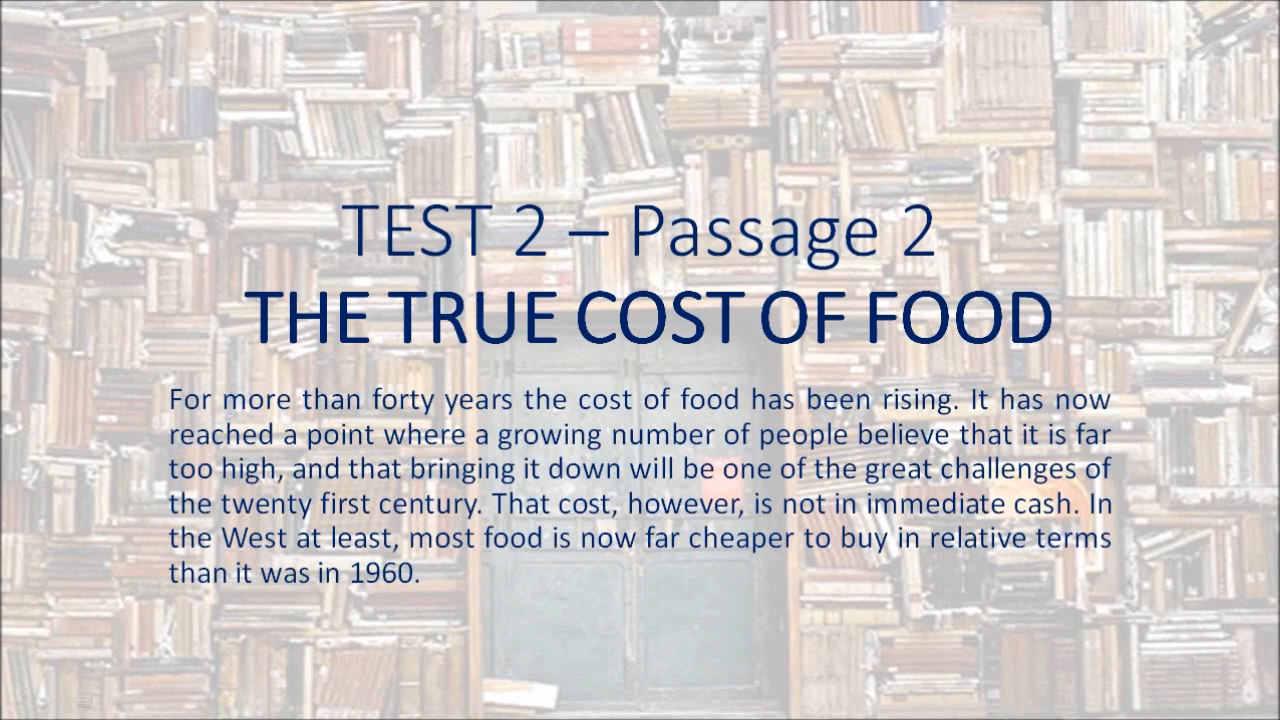 TEST 2 – Passage 2
THE TRUE COST OF FOOD
For more than forty years the cost of food has been rising. It has now
reached a point where a growing number of people believe that it is far
too high, and that bringing it down will be one of the great challenges of
the twenty first century. That cost, however, is not in immediate cash. In
the West at least, most food is now far cheaper to buy in relative terms
than it was in 1960.